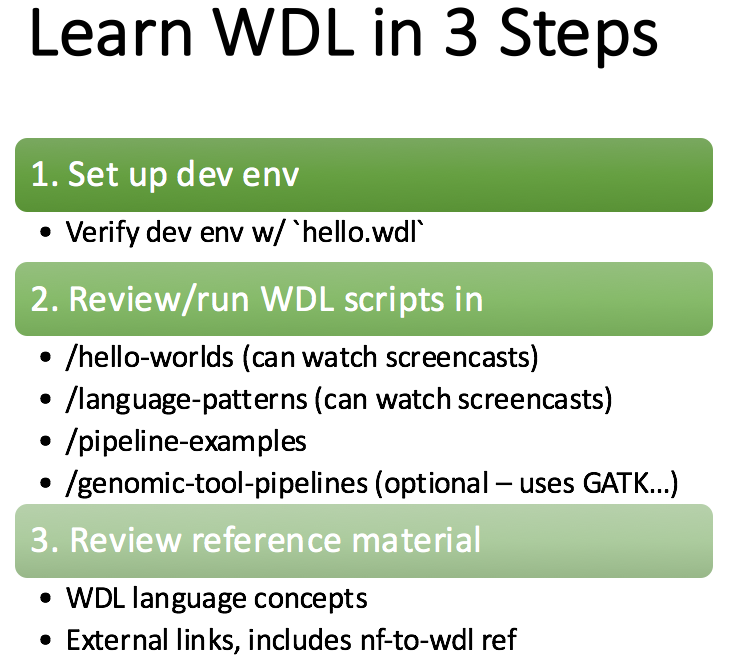 Learn WDL in 3 Steps
1. Set up dev env
• Verify dev env w/ `hello.wdl`
2. Review/run WDL scripts in
• /hello-worlds (can watch screencasts)
• /language-patterns (can watch screencasts)
• /pipeline-examples
• /genomic-tool-pipelines (optional – uses GATK...)
3. Review reference material
• WDL language concepts
• External links, includes nf-to-wdl ref